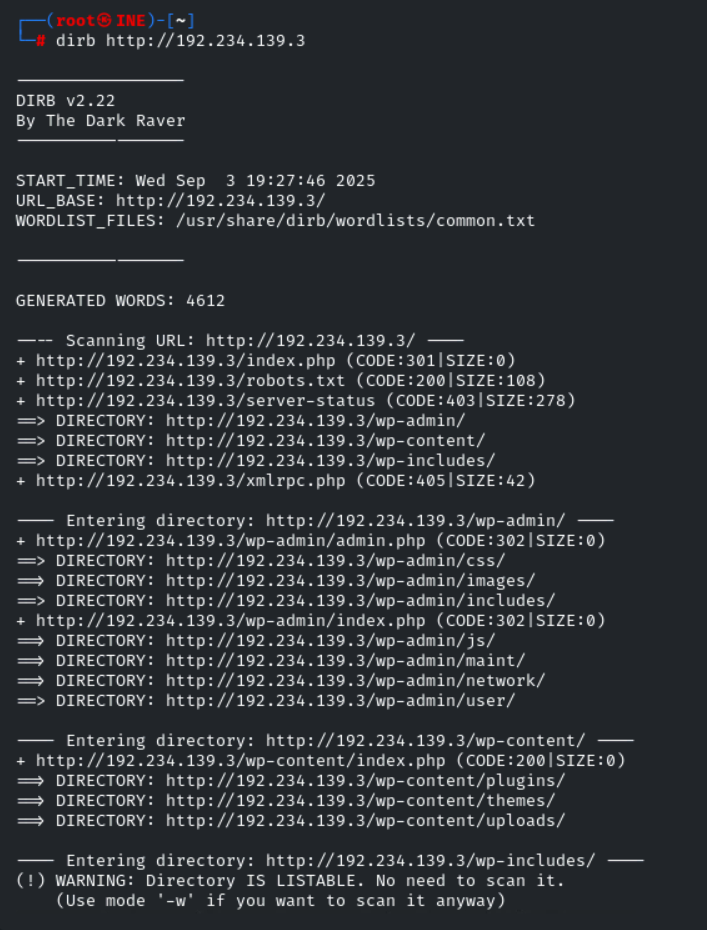 ┌──(root㉿INE)-[~]
└─# dirb http://192.234.139.3
-----------------
DIRB v2.22
By The Dark Raver
-----------------
START_TIME: Wed Sep  3 19:27:46 2025
URL_BASE: http://192.234.139.3/
WORDLIST_FILES: /usr/share/dirb/wordlists/common.txt
-----------------
GENERATED WORDS: 4612
---- Scanning URL: http://192.234.139.3/ ----
+ http://192.234.139.3/index.php (CODE:301|SIZE:0)
+ http://192.234.139.3/robots.txt (CODE:200|SIZE:108)
+ http://192.234.139.3/server-status (CODE:403|SIZE:278)
==> DIRECTORY: http://192.234.139.3/wp-admin/
==> DIRECTORY: http://192.234.139.3/wp-content/
==> DIRECTORY: http://192.234.139.3/wp-includes/
+ http://192.234.139.3/xmlrpc.php (CODE:405|SIZE:42)
---- Entering directory: http://192.234.139.3/wp-admin/ ----
+ http://192.234.139.3/wp-admin/admin.php (CODE:302|SIZE:0)
==> DIRECTORY: http://192.234.139.3/wp-admin/css/
==> DIRECTORY: http://192.234.139.3/wp-admin/images/
==> DIRECTORY: http://192.234.139.3/wp-admin/includes/
+ http://192.234.139.3/wp-admin/index.php (CODE:302|SIZE:0)
==> DIRECTORY: http://192.234.139.3/wp-admin/js/
==> DIRECTORY: http://192.234.139.3/wp-admin/maint/
==> DIRECTORY: http://192.234.139.3/wp-admin/network/
==> DIRECTORY: http://192.234.139.3/wp-admin/user/
---- Entering directory: http://192.234.139.3/wp-content/ ----
+ http://192.234.139.3/wp-content/index.php (CODE:200|SIZE:0)
==> DIRECTORY: http://192.234.139.3/wp-content/plugins/
==> DIRECTORY: http://192.234.139.3/wp-content/themes/
==> DIRECTORY: http://192.234.139.3/wp-content/uploads/
---- Entering directory: http://192.234.139.3/wp-includes/ ----
(!) WARNING: Directory IS LISTABLE. No need to scan it.
    (Use mode '-w' if you want to scan it anyway)